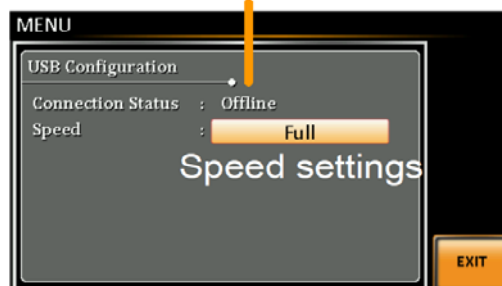 MENU
USB Configuration
Connection Status : Offline
Speed : Full
Speed settings
EXIT